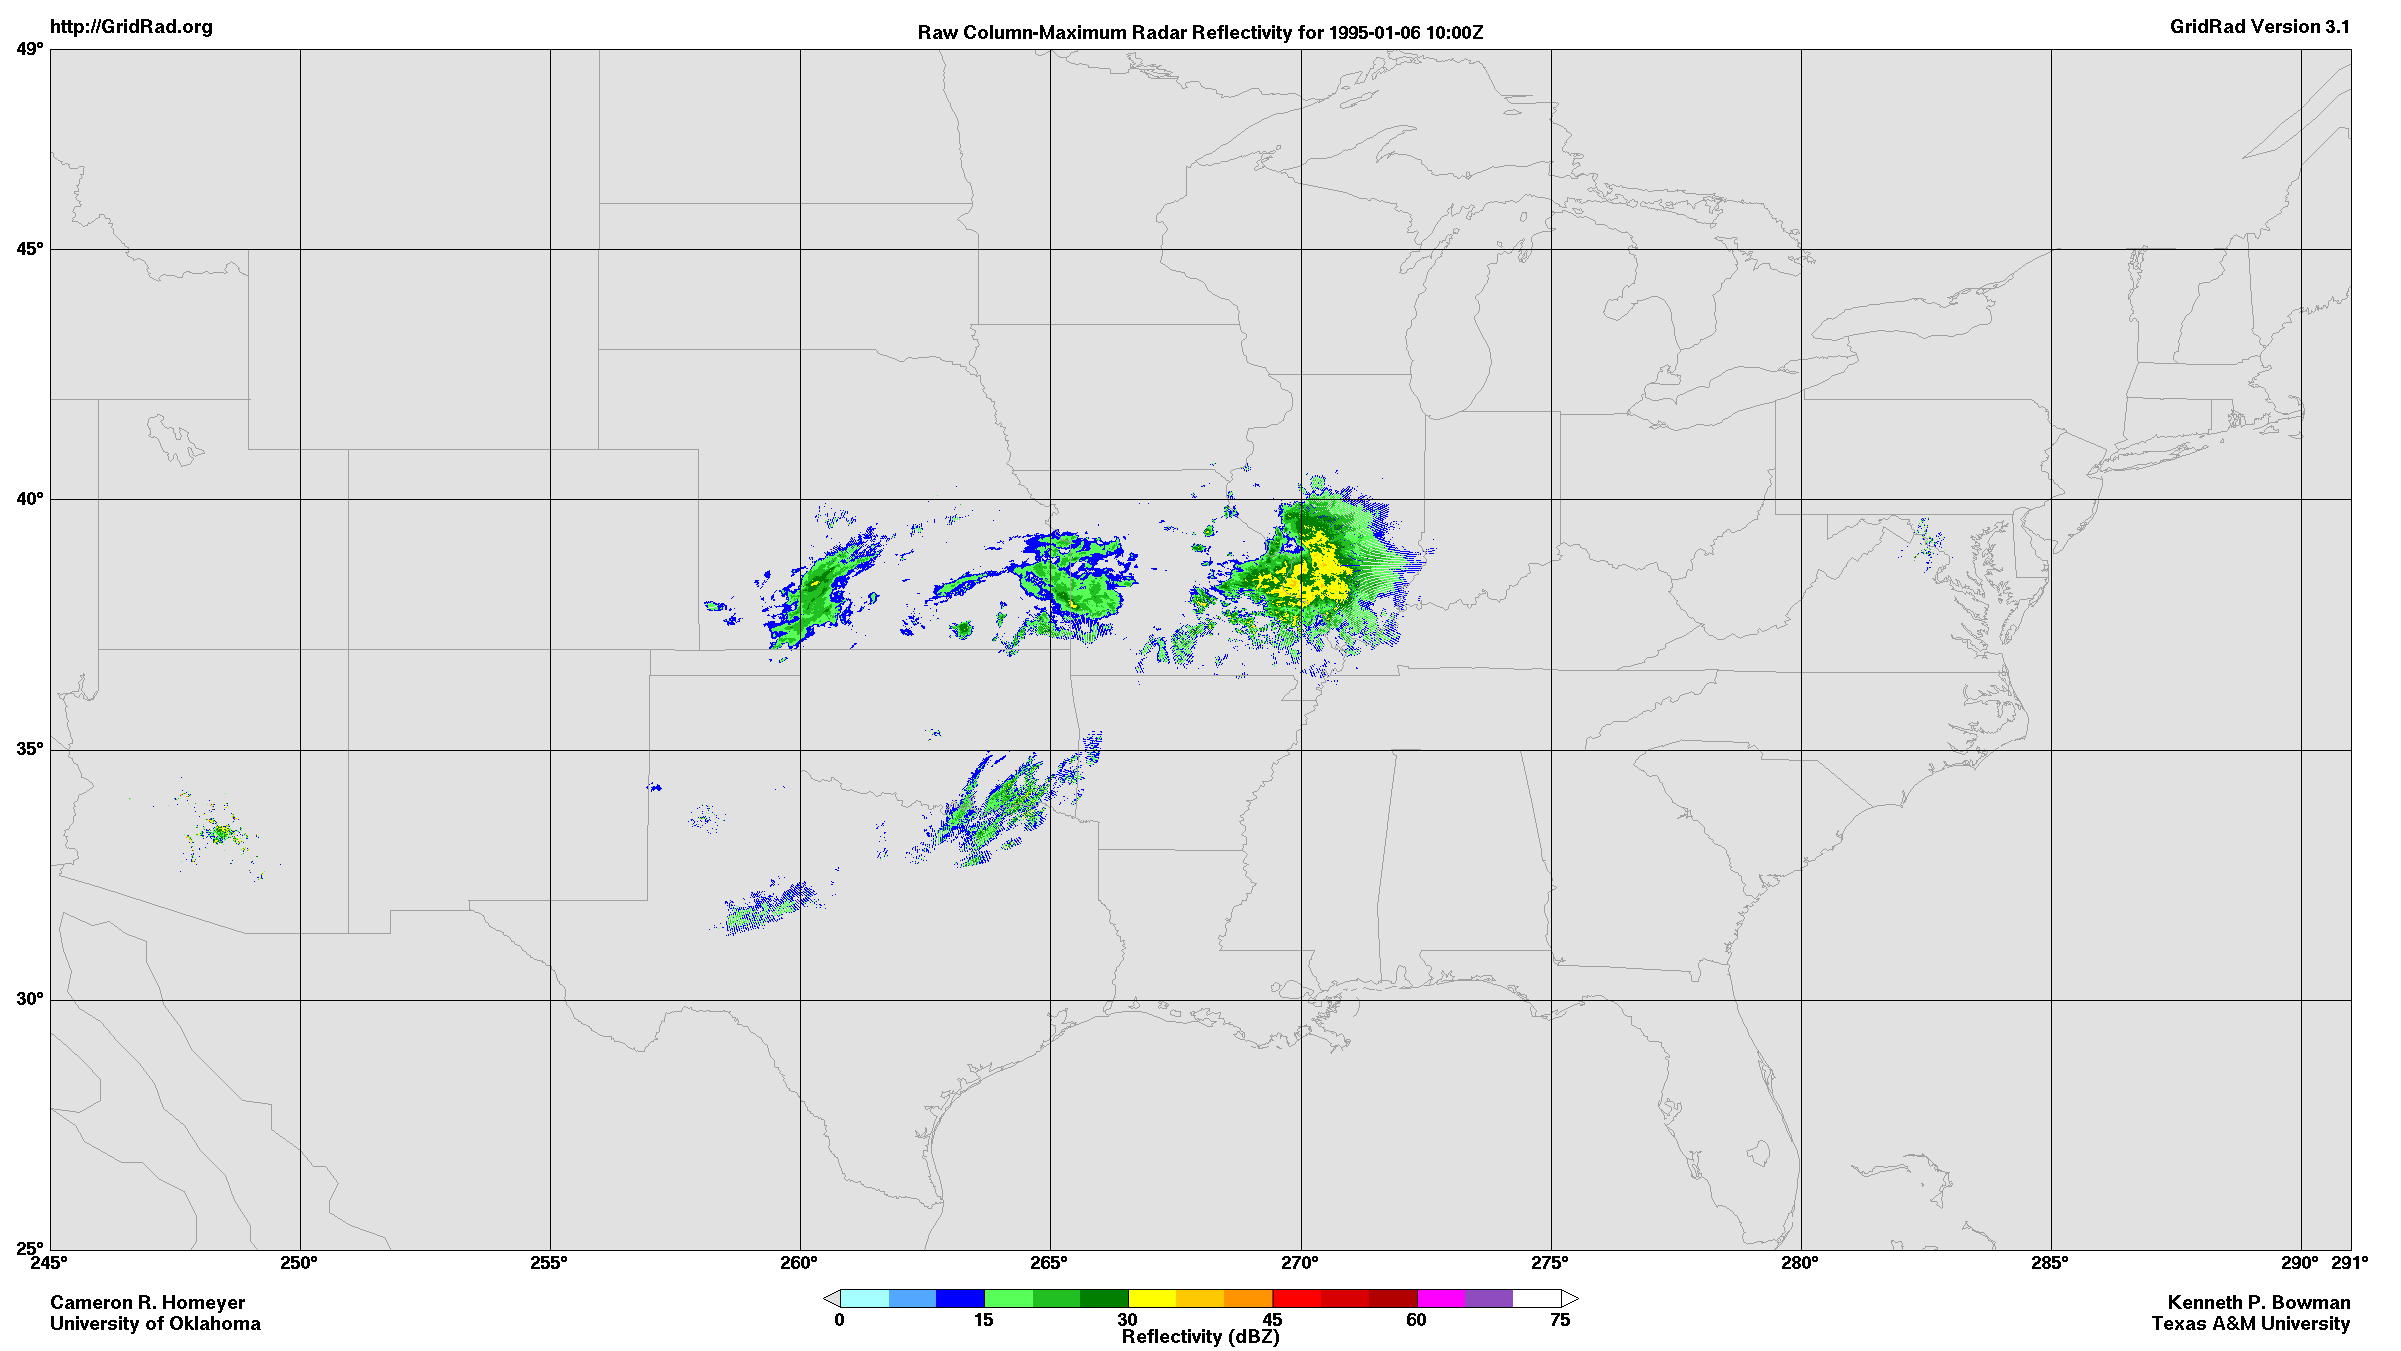 http://GridRad.org
Raw Column-Maximum Radar Reflectivity for 1995-01-06 10:00Z
GridRad Version 3.1
49°
45°
40°
35°
30°
25°
245° 250° 255° 260° 265° 270° 275° 280° 285° 290° 291°
0 15 30 45 60 75
Reflectivity (dBZ)
Cameron R. Homeyer
University of Oklahoma
Kenneth P. Bowman
Texas A&M University